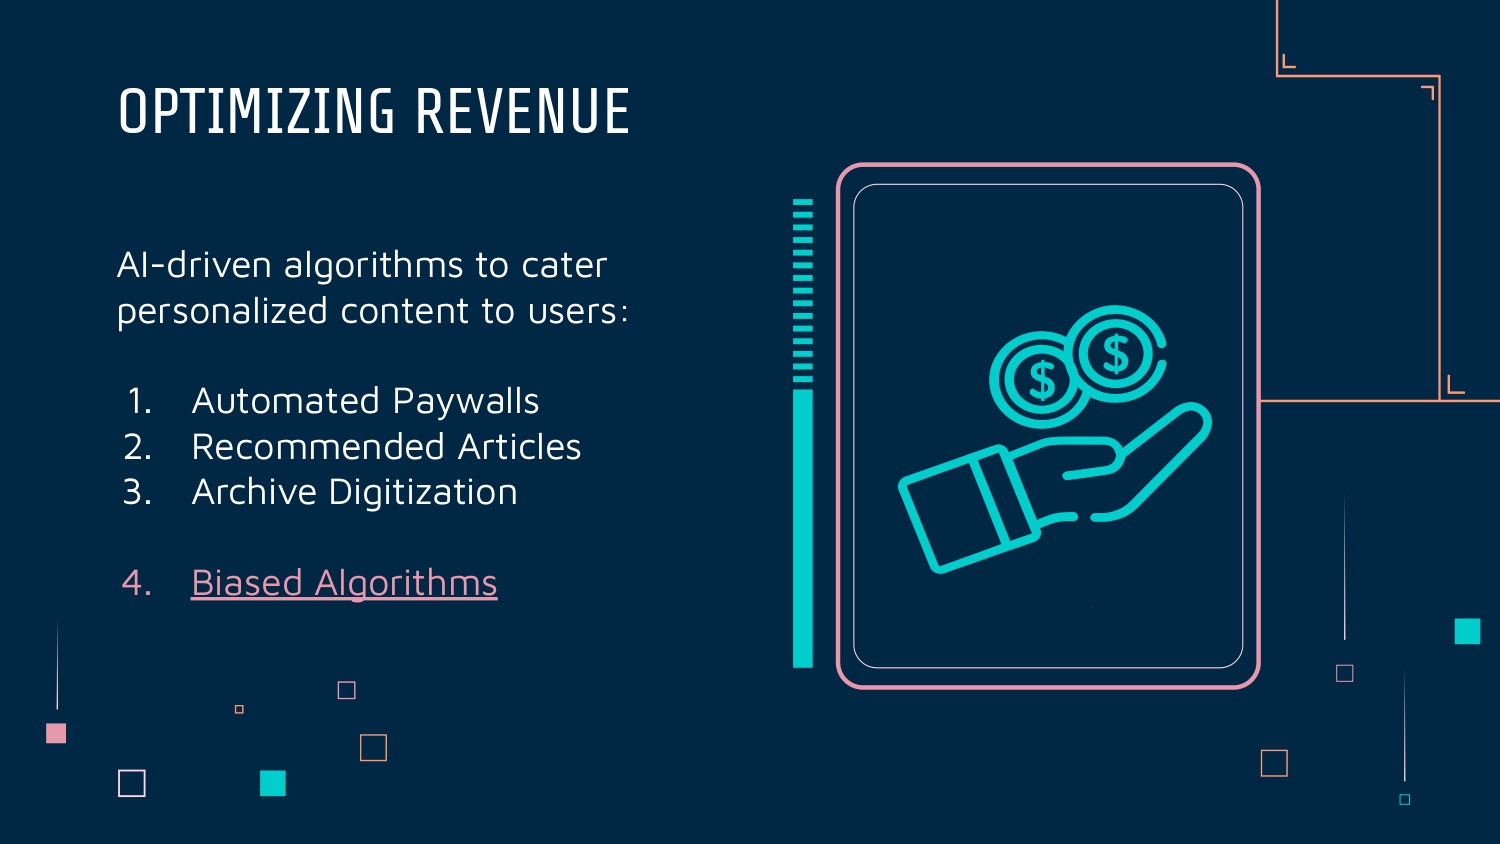 OPTIMIZING REVENUE
AI-driven algorithms to cater
personalized content to users:
1. Automated Paywalls
2. Recommended Articles
3. Archive Digitization
4. Biased Algorithms
$ $